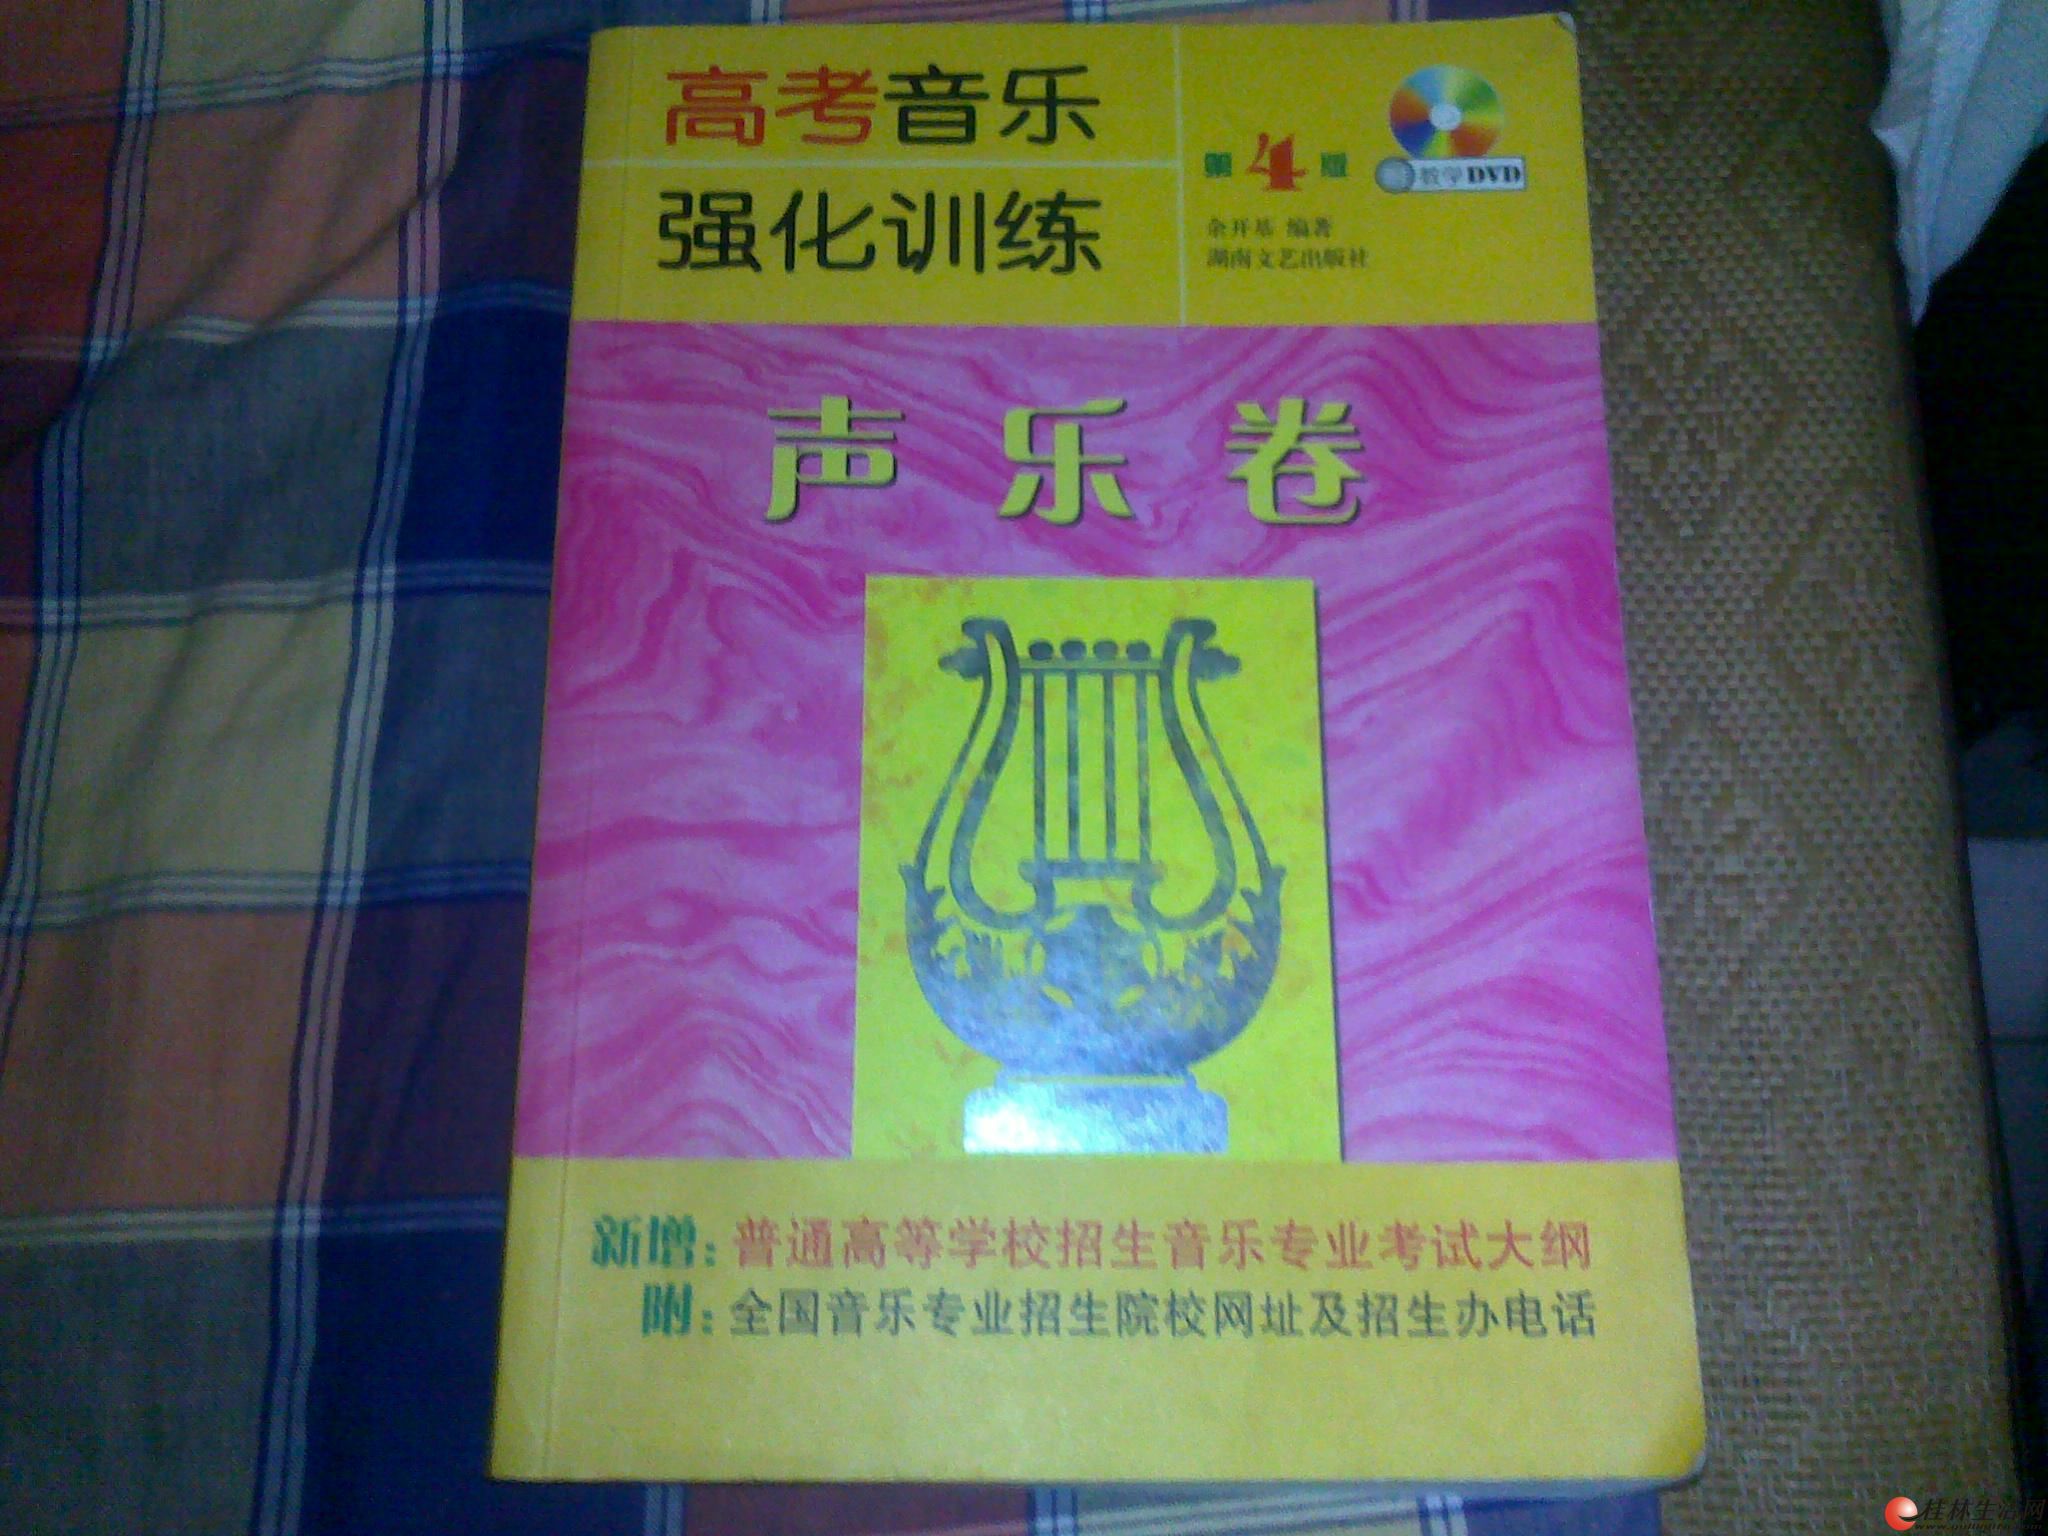 高考音乐
强化训练
第4版
教学DVD
余开基 编著
湖南文艺出版社
声乐卷
新增:普通高等学校招生音乐专业考试大纲
附:全国音乐专业招生院校网址及招生办电话
桂林生活网